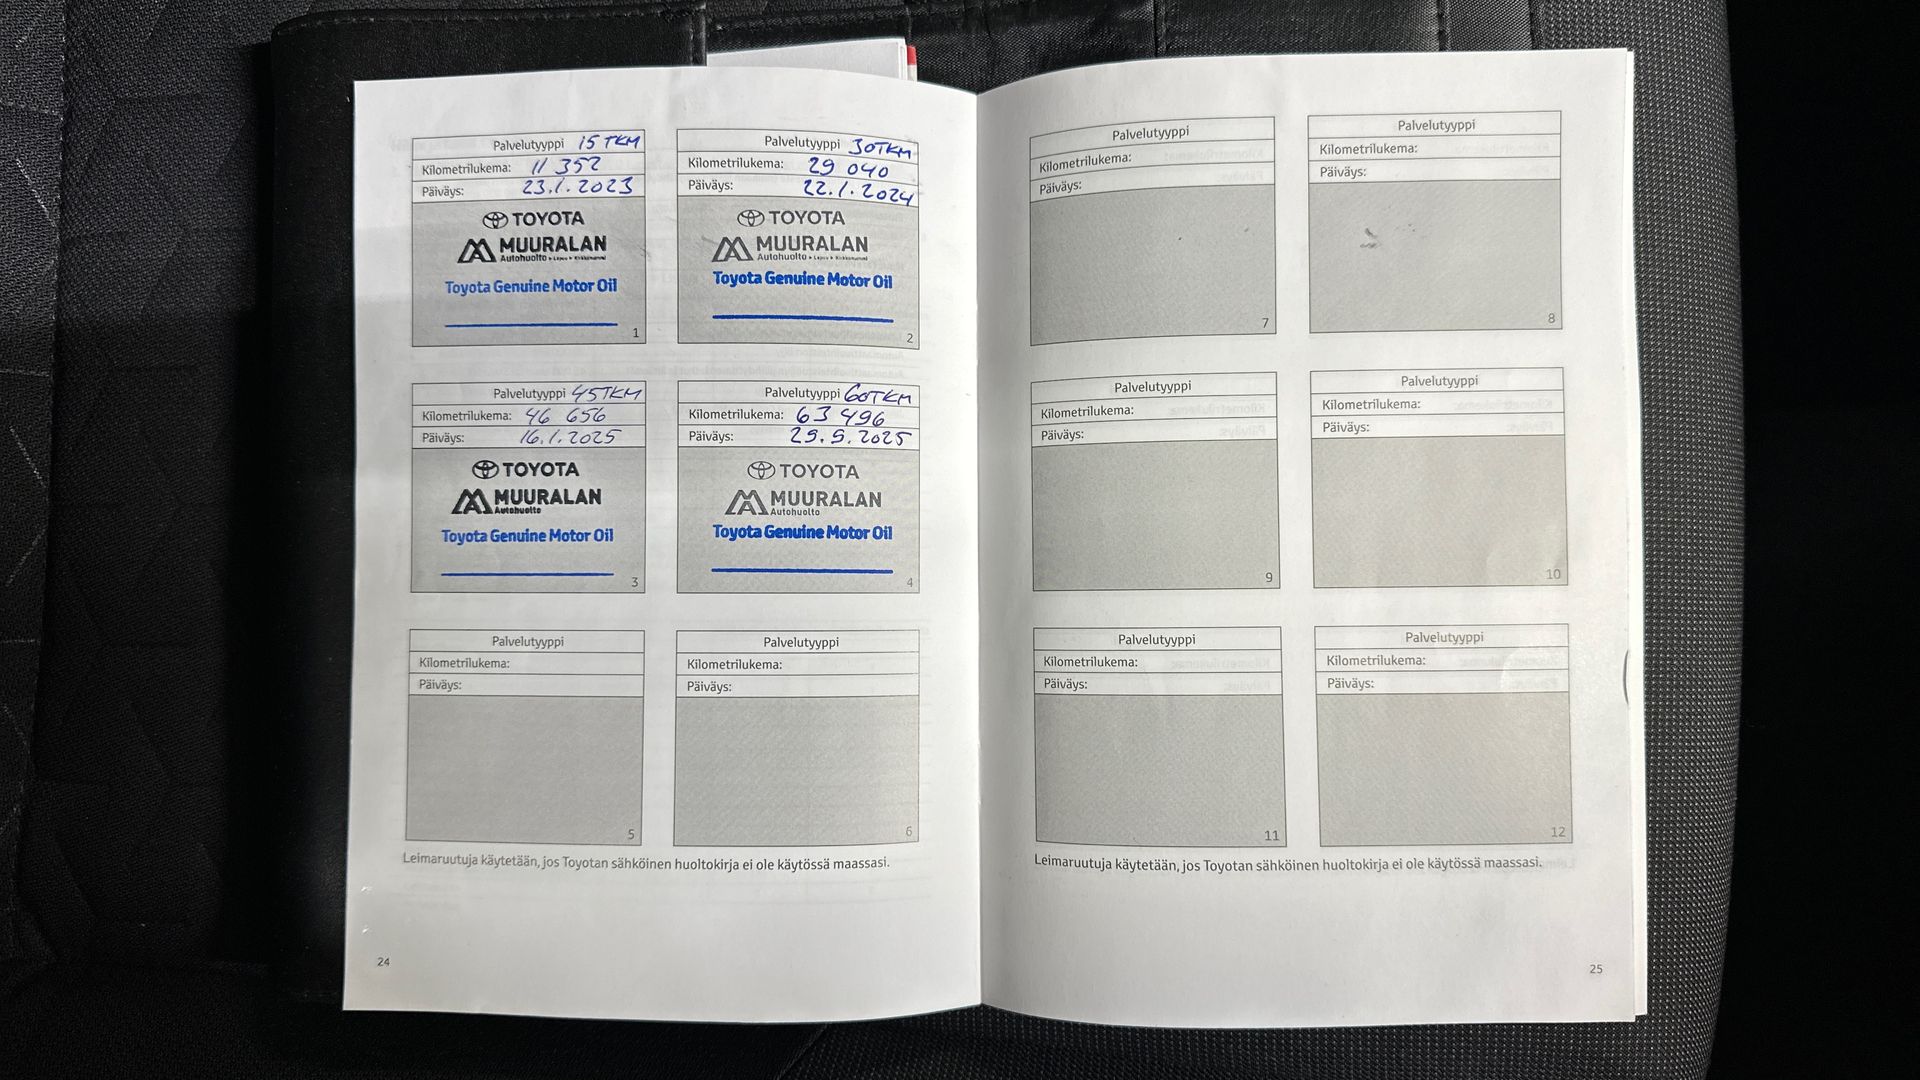 Palvelutyyppi 15 TKM
Kilometrilukema: 11 352
Päiväys: 23.1.2023
TOYOTA
MUURALAN
Autohuolto
Toyota Genuine Motor Oil
1
Palvelutyyppi 30TKM
Kilometrilukema: 29 040
Päiväys: 22.1.2024
TOYOTA
MUURALAN
Autohuolto
Toyota Genuine Motor Oil
2
Palvelutyyppi 45TKM
Kilometrilukema: 46 656
Päiväys: 16.1.2025
TOYOTA
MUURALAN
Autohuolto
Toyota Genuine Motor Oil
3
Palvelutyyppi 60TKM
Kilometrilukema: 63 496
Päiväys:
TOYOTA
MUURALAN
Autohuolto
Toyota Genuine Motor Oil
4
Palvelutyyppi
Kilometrilukema:
Päiväys:
5
Palvelutyyppi
Kilometrilukema:
Päiväys:
6
Leimaruutuja käytetään, jos Toyotan sähköinen huoltokirja ei ole käytössä maassasi.
24
Palvelutyyppi
Kilometrilukema:
Päiväys:
7
Palvelutyyppi
Kilometrilukema:
Päiväys:
8
Palvelutyyppi
Kilometrilukema:
Päiväys:
9
Palvelutyyppi
Kilometrilukema:
Päiväys:
10
Palvelutyyppi
Kilometrilukema:
Päiväys:
11
Palvelutyyppi
Kilometrilukema:
Päiväys:
12
Leimaruutuja käytetään, jos Toyotan sähköinen huoltokirja ei ole käytössä maassasi.
25